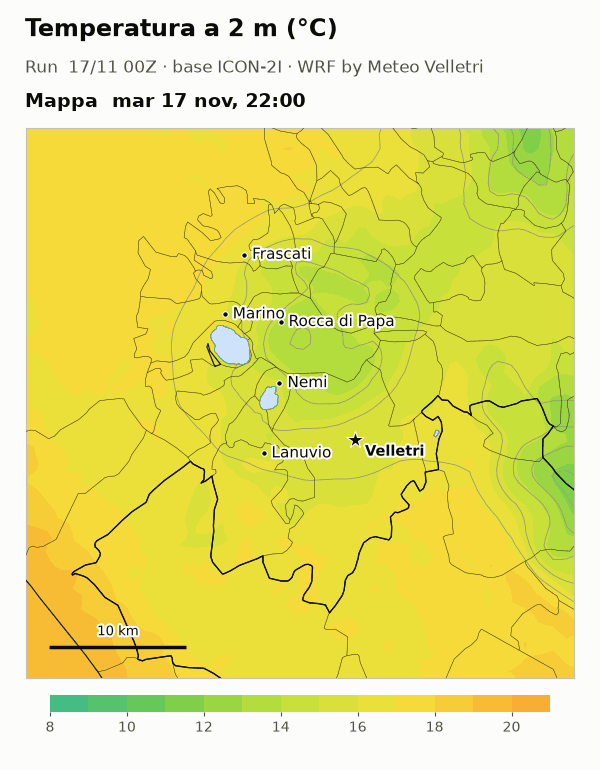 Temperatura a 2 m (°C)
Run  17/11 00Z · base ICON-2I · WRF by Meteo Velletri
Mappa  mar 17 nov, 22:00
Frascati
Marino
Rocca di Papa
Nemi
Lanuvio
Velletri
10 km
8 10 12 14 16 18 20